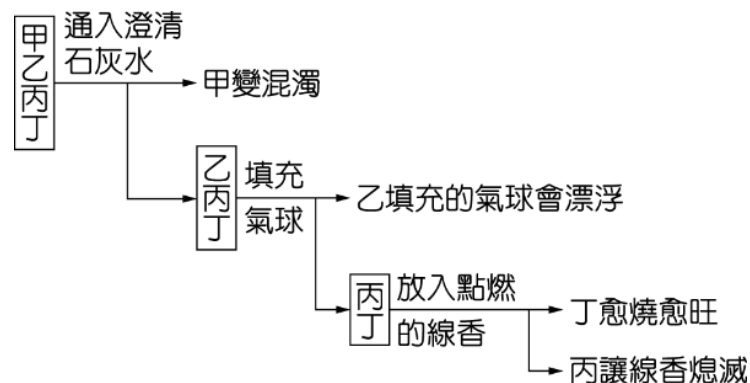 甲乙丙丁
通入澄清
石灰水
甲變混濁
乙丙丁
填充
氣球
乙填充的氣球會漂浮
丙丁
放入點燃
的線香
丁愈燒愈旺
丙讓線香熄滅